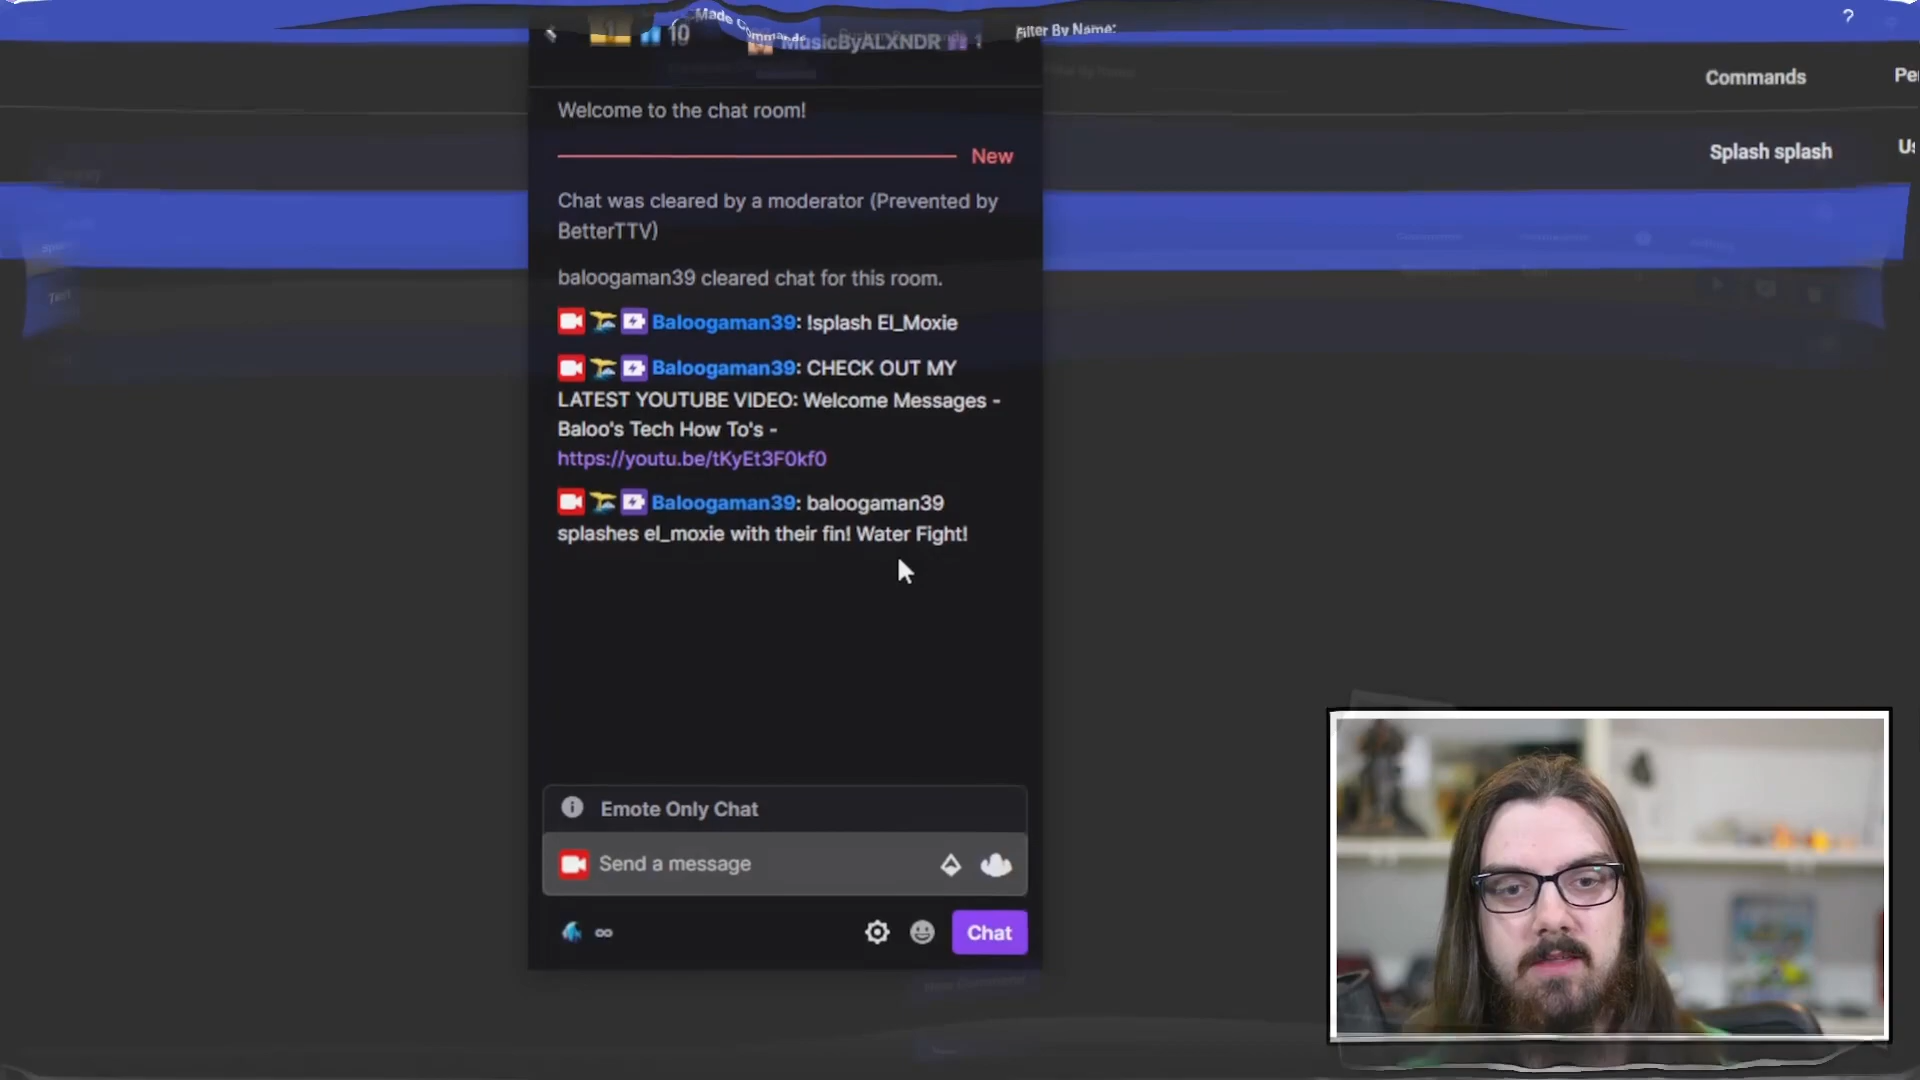 ?
10
Made Commands
MusicByALXNDR 1
Filter By Name:
Commands
Splash splash
Welcome to the chat room!
New
Chat was cleared by a moderator (Prevented by
BetterTTV)
baloogaman39 cleared chat for this room.
Baloogaman39: !splash El_Moxie
Baloogaman39: CHECK OUT MY
LATEST YOUTUBE VIDEO: Welcome Messages -
Baloo's Tech How To's -
https://youtu.be/tKyEt3F0kf0
Baloogaman39: baloogaman39
splashes el_moxie with their fin! Water Fight!
Emote Only Chat
Send a message
∞
Chat